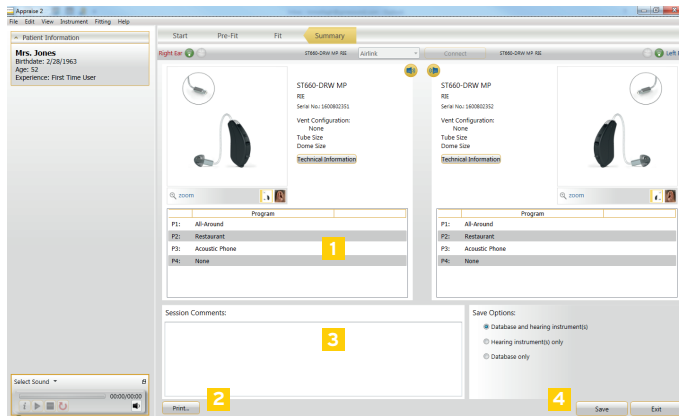 Appraise 2
File Edit View Instrument Fitting Help
Patient Information
Mrs. Jones
Birthdate: 2/28/1963
Age: 52
Experience: First Time User
Start Pre-Fit Fit Summary
Right Ear ST660-DRW MP RIE Airlink Connect ST660-DRW MP RIE Left
ST660-DRW MP
RIE
Serial No.: 1600802351
Vent Configuration:
None
Tube Size
Dome Size
Technical Information
zoom
ST660-DRW MP
RIE
Serial No.: 1600802352
Vent Configuration:
None
Tube Size
Dome Size
Technical Information
zoom
Program
P1: All-Around
P2: Restaurant
P3: Acoustic Phone
P4: None
1
Program
P1: All-Around
P2: Restaurant
P3: Acoustic Phone
P4: None
Session Comments:
3
Save Options:
Database and hearing instrument(s)
Hearing instrument(s) only
Database only
Select Sound
00:00/00:00
i
Print...
2
4
Save Exit